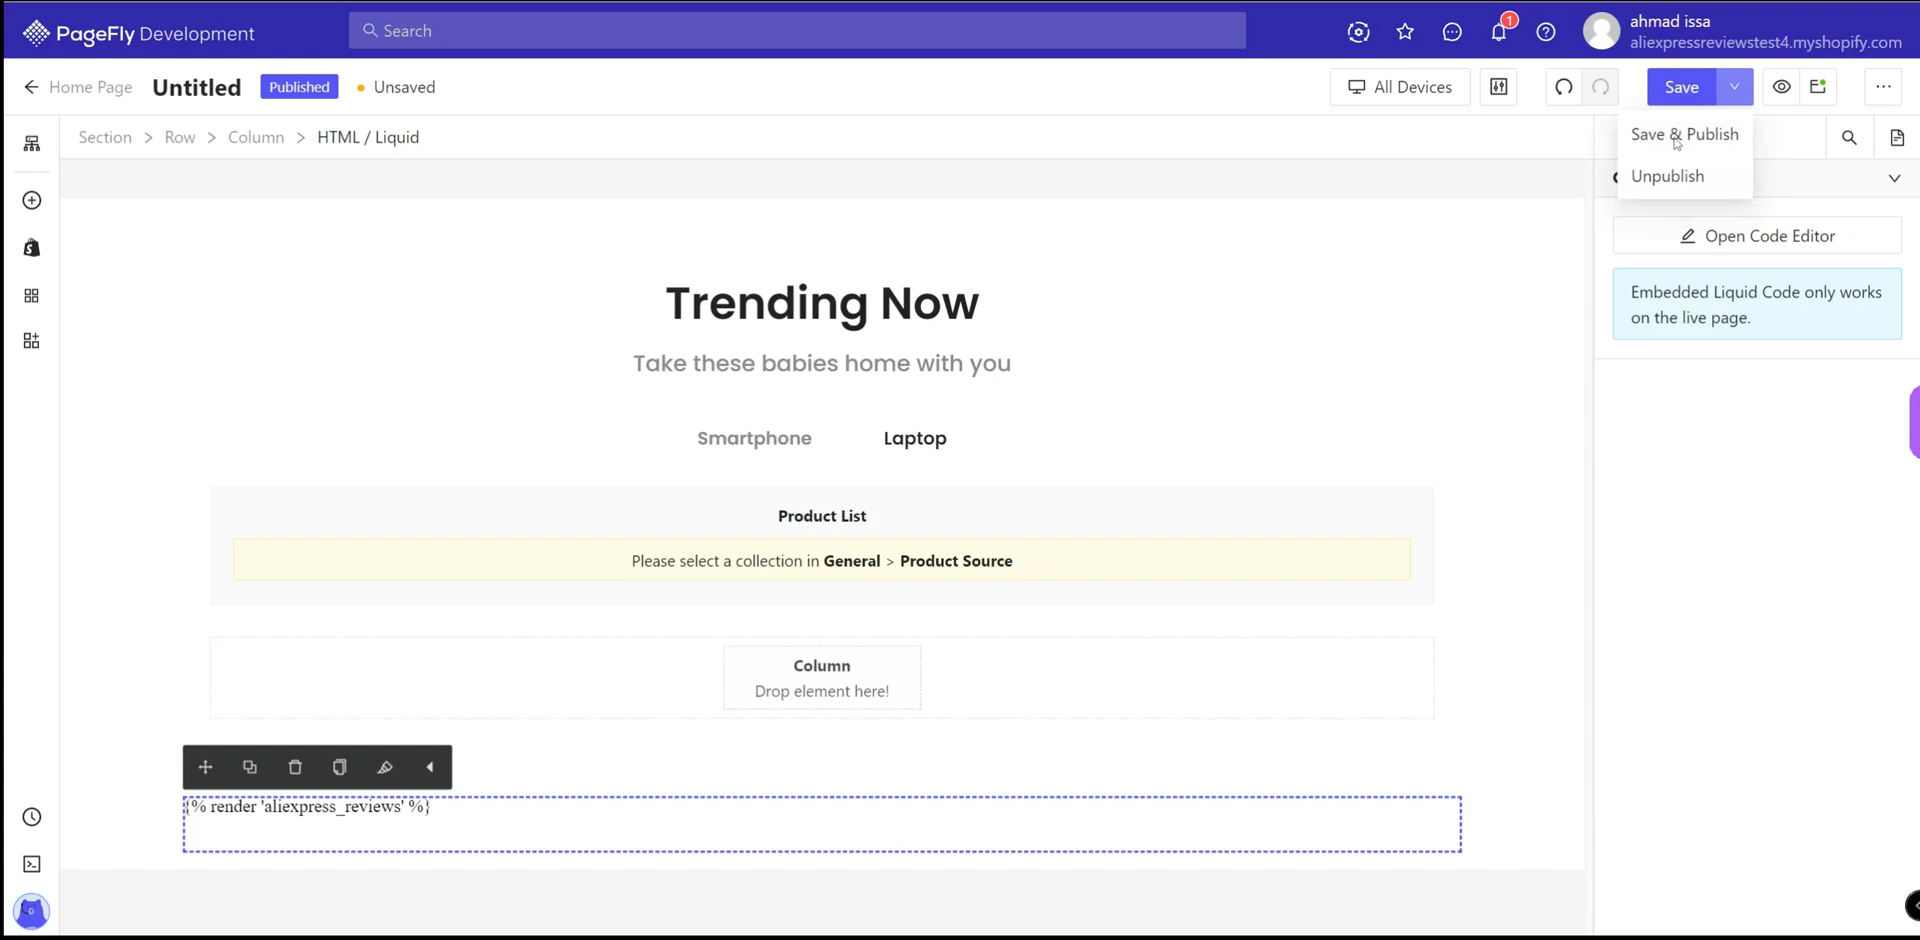 PageFly Development
Search
1
ahmad issa
aliexpressreviewstest4.myshopify.com
Home Page
Untitled
Published
Unsaved
All Devices
Save
Save & Publish
Unpublish
Section > Row > Column > HTML / Liquid
Open Code Editor
Embedded Liquid Code only works
on the live page.
Trending Now
Take these babies home with you
Smartphone
Laptop
Product List
Please select a collection in General > Product Source
Column
Drop element here!
{% render 'aliexpress_reviews' %}